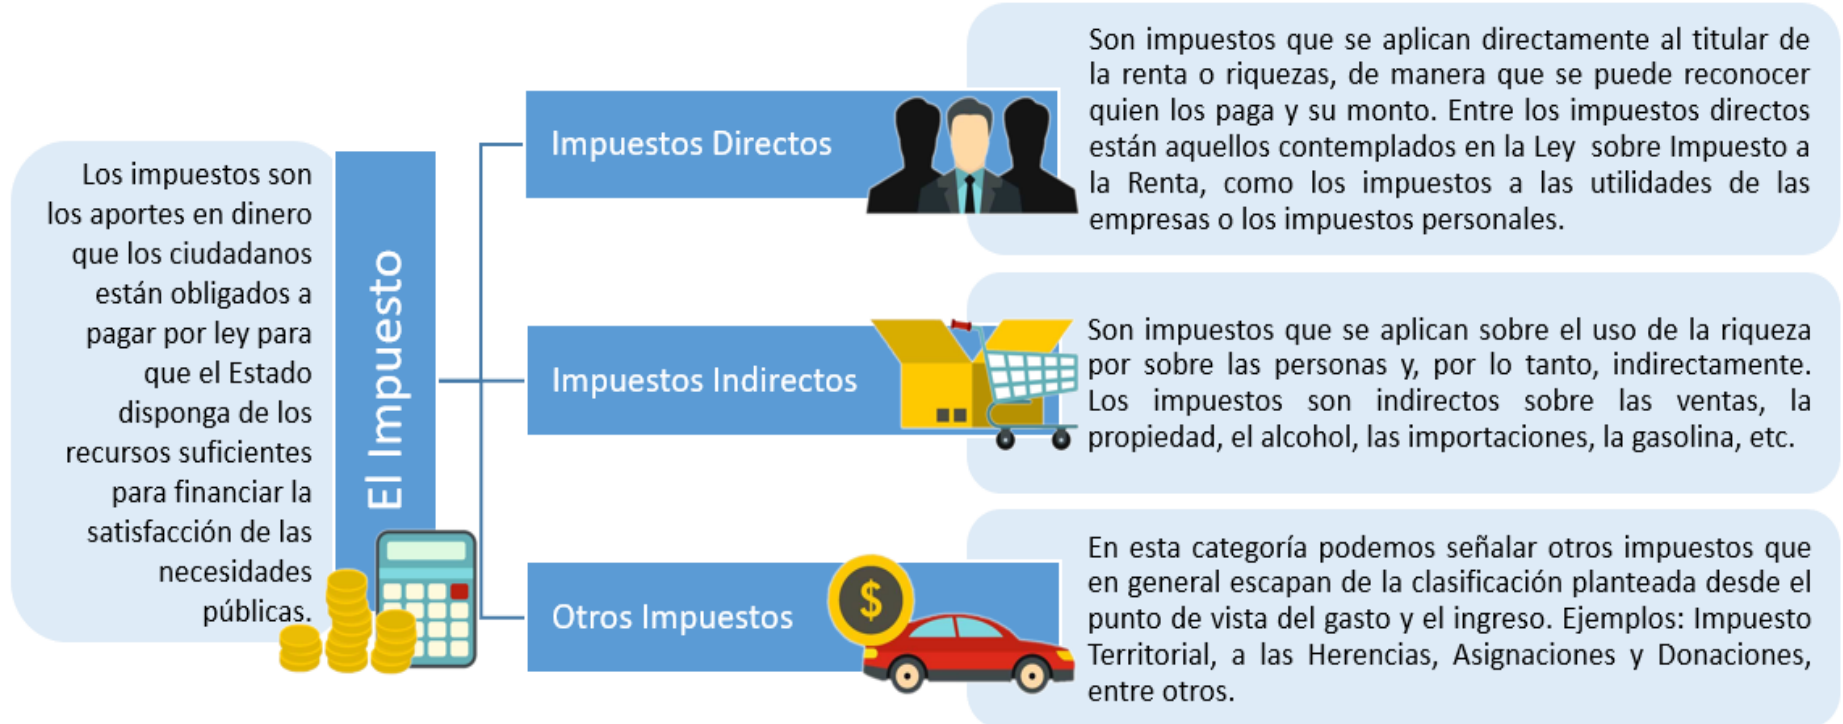 Los impuestos son
los aportes en dinero
que los ciudadanos
están obligados a
pagar por ley para
que el Estado
disponga de los
recursos suficientes
para financiar la
satisfacción de las
necesidades
públicas.
El Impuesto
Impuestos Directos
Son impuestos que se aplican directamente al titular de
la renta o riquezas, de manera que se puede reconocer
quien los paga y su monto. Entre los impuestos directos
están aquellos contemplados en la Ley sobre Impuesto a
la Renta, como los impuestos a las utilidades de las
empresas o los impuestos personales.
Impuestos Indirectos
Son impuestos que se aplican sobre el uso de la riqueza
por sobre las personas y, por lo tanto, indirectamente.
Los impuestos son indirectos sobre las ventas, la
propiedad, el alcohol, las importaciones, la gasolina, etc.
Otros Impuestos
$
En esta categoría podemos señalar otros impuestos que
en general escapan de la clasificación planteada desde el
punto de vista del gasto y el ingreso. Ejemplos: Impuesto
Territorial, a las Herencias, Asignaciones y Donaciones,
entre otros.